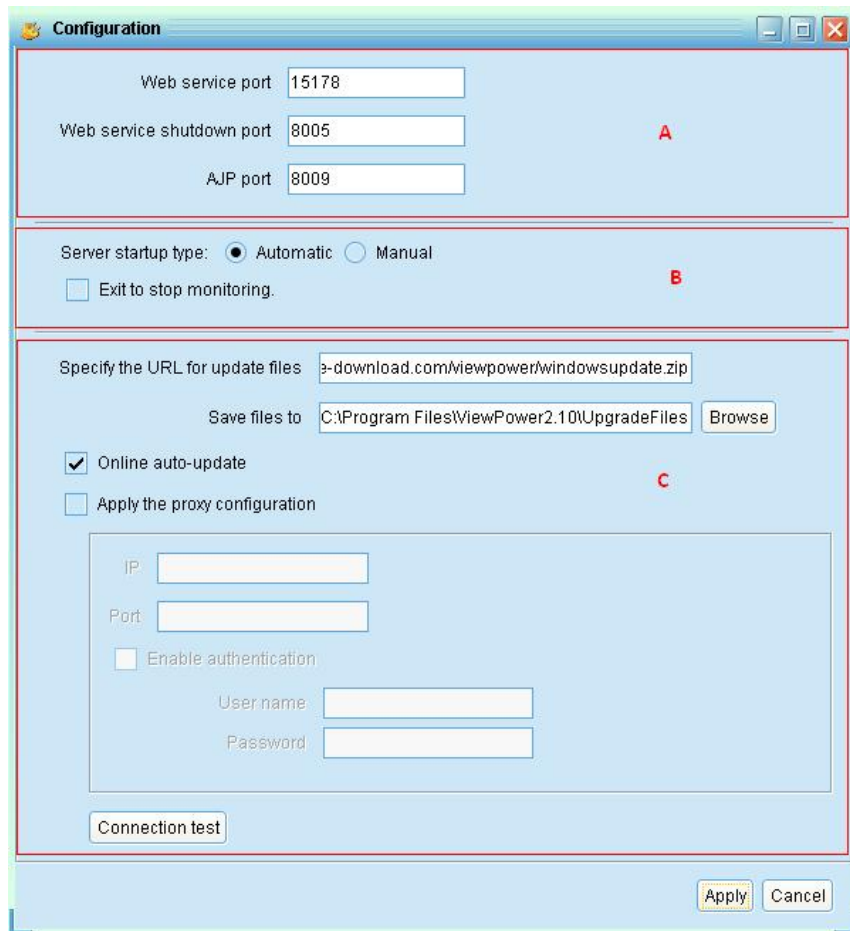 Configuration
Web service port 15178
Web service shutdown port 8005
A
AJP port 8009
Server startup type: Automatic Manual
B
Exit to stop monitoring.
Specify the URL for update files e-download.com/viewpower/windowsupdate.zip
Save files to C:\Program Files\ViewPower2.10\UpgradeFiles Browse
Online auto-update
C
Apply the proxy configuration
IP
Port
Enable authentication
User name
Password
Connection test
Apply Cancel